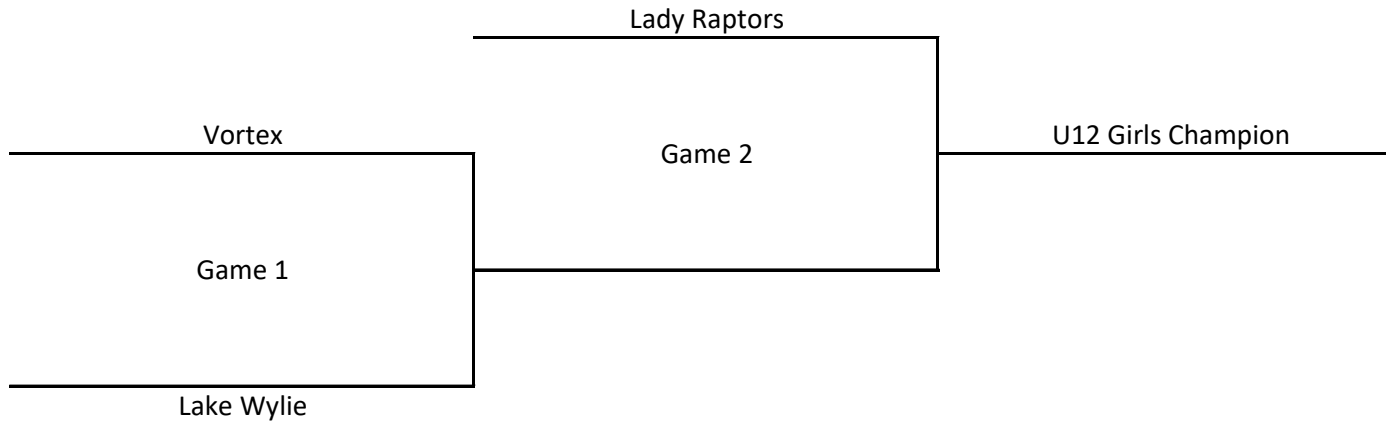 Lady Raptors
Vortex
Game 2
U12 Girls Champion
Game 1
Lake Wylie